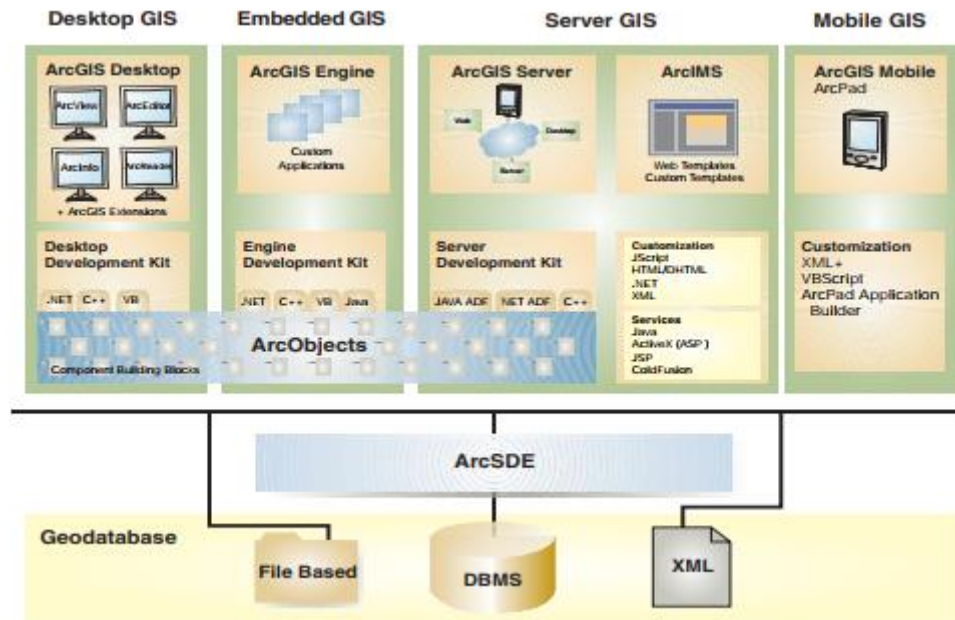 Desktop GIS
Embedded GIS
Server GIS
Mobile GIS
ArcGIS Desktop
ArcView
ArcEditor
ArcInfo
ArcReader
+ ArcGIS Extensions
Desktop
Development Kit
.NET
C++
VB
ArcGIS Engine
Custom
Applications
Engine
Development Kit
.NET
C++
VB
Java
ArcGIS Server
Web
Desktop
Server
Server
Development Kit
JAVA ADF
.NET ADF
C++
ArcIMS
Web Templates
Custom Templates
Customization
JScript
HTML/DHTML
.NET
XML
Services
Java
ActiveX (ASP)
JSP
ColdFusion
ArcGIS Mobile
ArcPad
Customization
XML+
VBScript
ArcPad Application
Builder
ArcObjects
Component Building Blocks
ArcSDE
Geodatabase
File Based
DBMS
XML